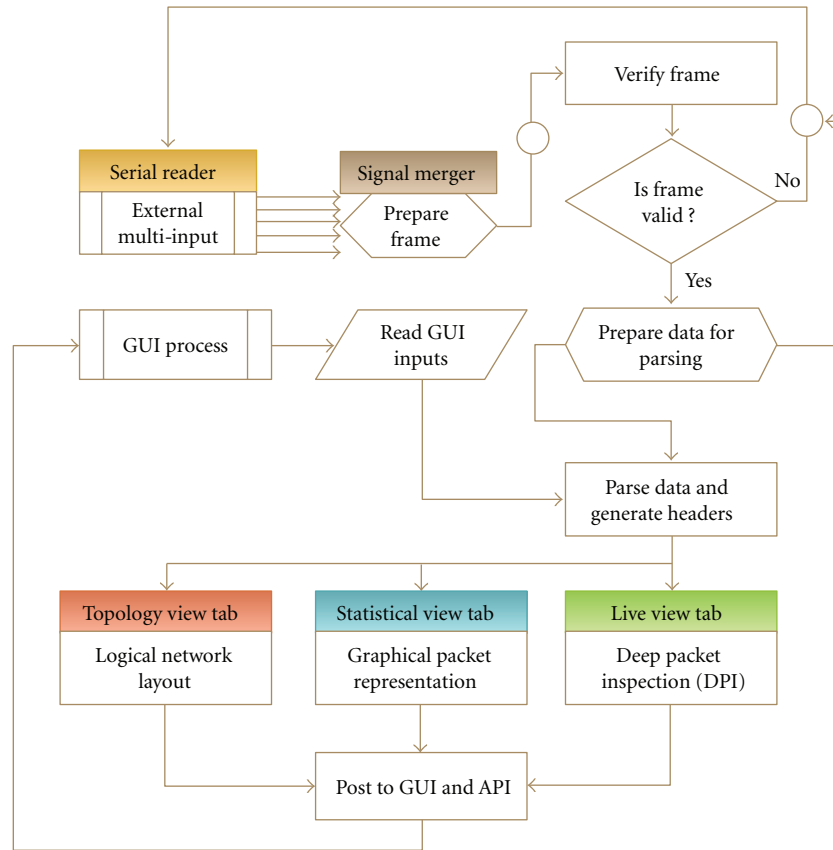 Verify frame
Serial reader
External
multi-input
Signal merger
Prepare
frame
Is frame
valid ?
No
Yes
GUI process
Read GUI
inputs
Prepare data for
parsing
Parse data and
generate headers
Topology view tab
Logical network
layout
Statistical view tab
Graphical packet
representation
Live view tab
Deep packet
inspection (DPI)
Post to GUI and API